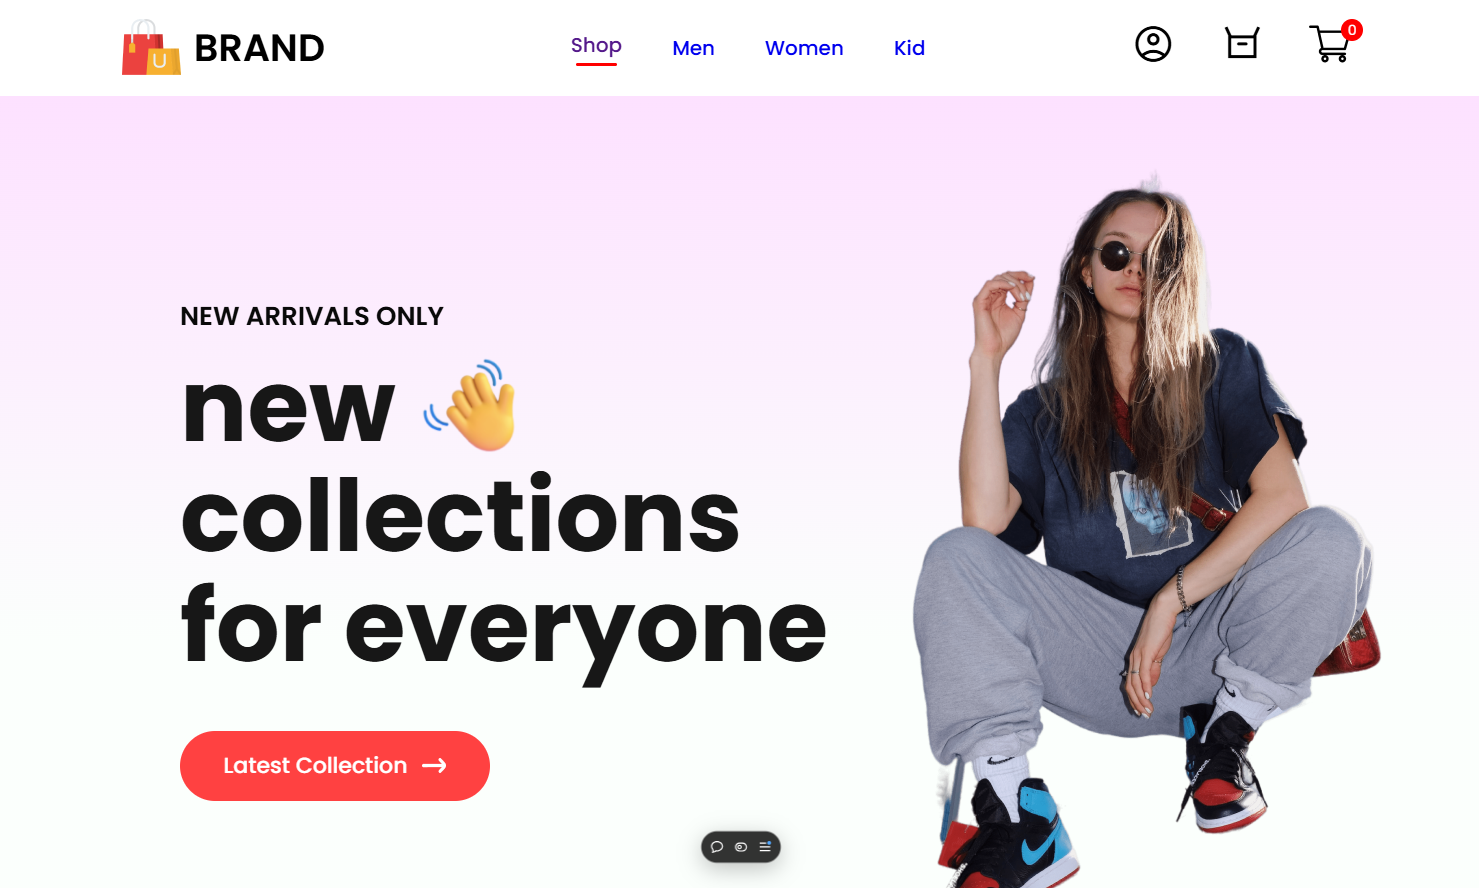 BRAND
Shop Men Women Kid
0
NEW ARRIVALS ONLY
new
collections
for everyone
Latest Collection →